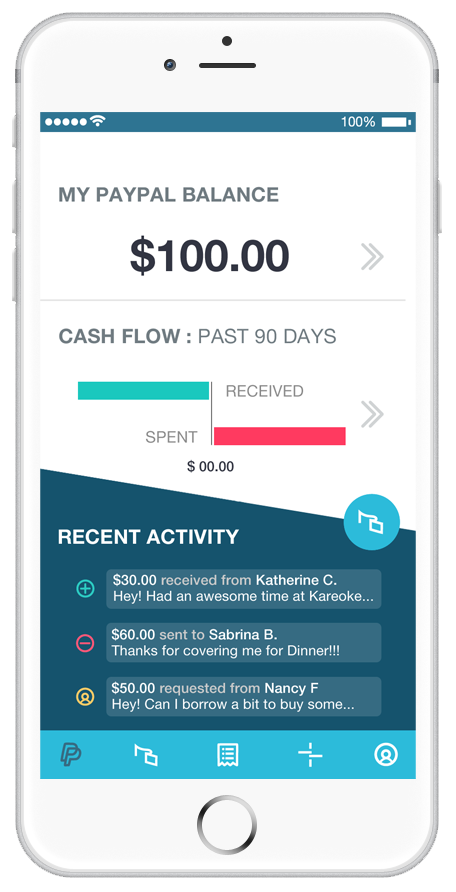 100%
MY PAYPAL BALANCE
$100.00
CASH FLOW : PAST 90 DAYS
RECEIVED
SPENT
$ 00.00
RECENT ACTIVITY
$30.00 received from Katherine C.
Hey! Had an awesome time at Kareoke...
$60.00 sent to Sabrina B.
Thanks for covering me for Dinner!!!
$50.00 requested from Nancy F
Hey! Can I borrow a bit to buy some...